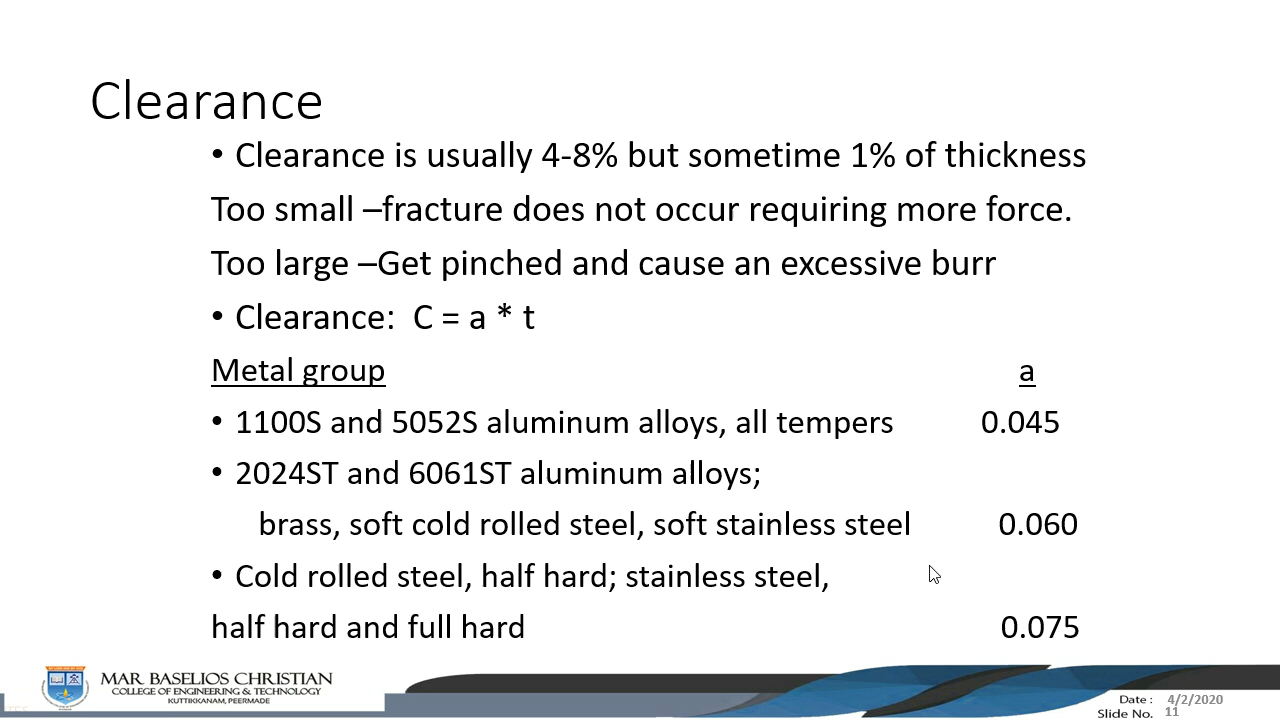 Clearance
• Clearance is usually 4-8% but sometime 1% of thickness
Too small –fracture does not occur requiring more force.
Too large –Get pinched and cause an excessive burr
• Clearance:  C = a * t
Metal group a
• 1100S and 5052S aluminum alloys, all tempers 0.045
• 2024ST and 6061ST aluminum alloys;
brass, soft cold rolled steel, soft stainless steel 0.060
• Cold rolled steel, half hard; stainless steel,
half hard and full hard 0.075
MAR BASELIOS CHRISTIAN
COLLEGE OF ENGINEERING & TECHNOLOGY
KUTTIKKANAM, PEERMADE
Date : 4/2/2020
Slide No. 11